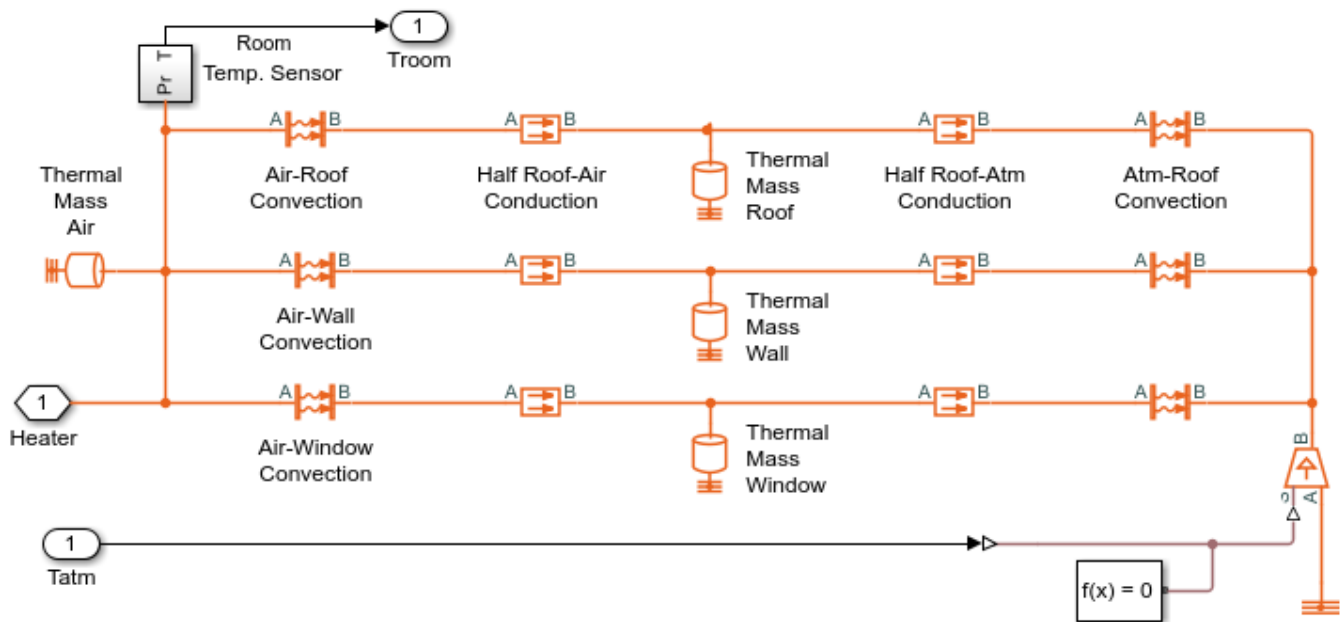 1
Room
Troom
T
Pr
Temp. Sensor
A B A B A B A B
Thermal
Mass
Air
Air-Roof
Convection
Half Roof-Air
Conduction
Thermal
Mass
Roof
Half Roof-Atm
Conduction
Atm-Roof
Convection
A B A B A B A B
Air-Wall
Convection
Thermal
Mass
Wall
A B A B A B A B
1
Heater
Air-Window
Convection
Thermal
Mass
Window
B
A
1
Tatm
f(x) = 0